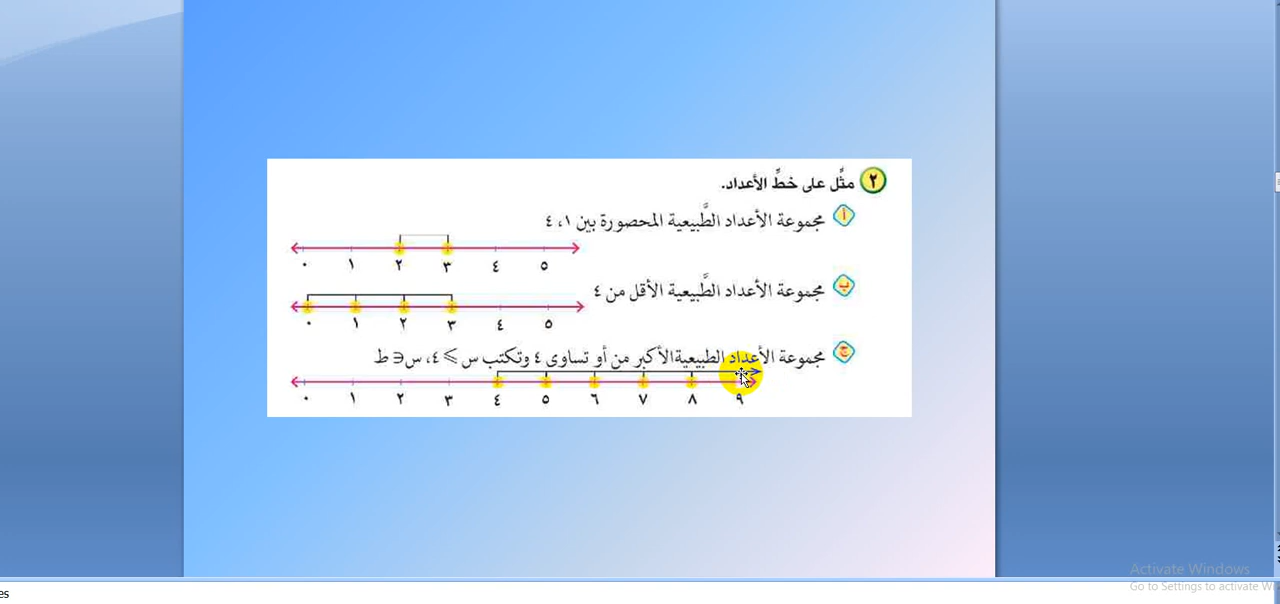 ٢ مثِّل على خطِّ الأعداد.
أ مجموعة الأعداد الطَّبيعية المحصورة بين ١، ٤
٠ ١ ٢ ٣ ٤ ٥
ب مجموعة الأعداد الطَّبيعية الأقل من ٤
٠ ١ ٢ ٣ ٤ ٥
ج مجموعة الأعداد الطبيعية الأكبر من أو تساوى ٤ وتكتب س ⩾ ٤، س ∈ ط
٠ ١ ٢ ٣ ٤ ٥ ٦ ٧ ٨ ٩
Activate Windows
Go to Settings to activate W
es